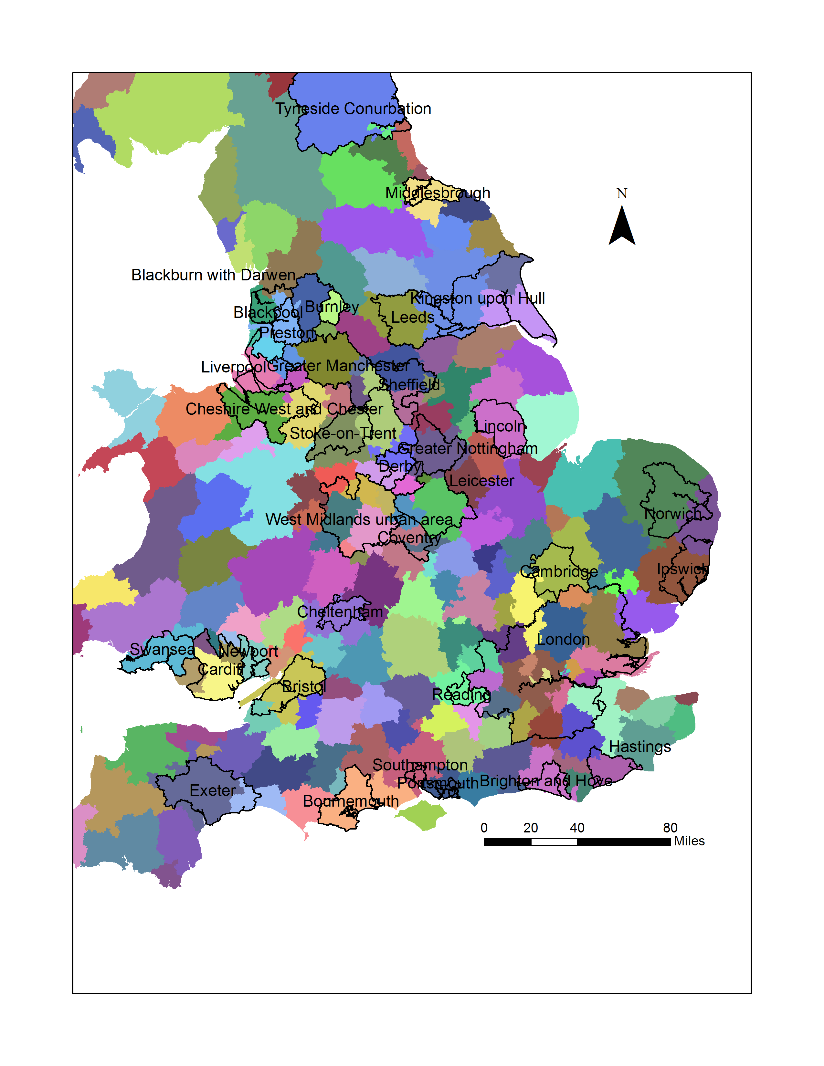 Tyneside Conurbation
Middlesbrough
N
Blackburn with Darwen
Kingston upon Hull
Blackpool
Burnley
Leeds
Preston
Liverpool
Greater Manchester
Sheffield
Cheshire West and Chester
Lincoln
Stoke-on-Trent
Greater Nottingham
Derby
Leicester
Norwich
West Midlands urban area
Coventry
Cambridge
Ipswich
Cheltenham
London
Swansea
Newport
Cardiff
Bristol
Reading
Hastings
Southampton
Portsmouth
Brighton and Hove
Exeter
Bournemouth
0 20 40 80
Miles